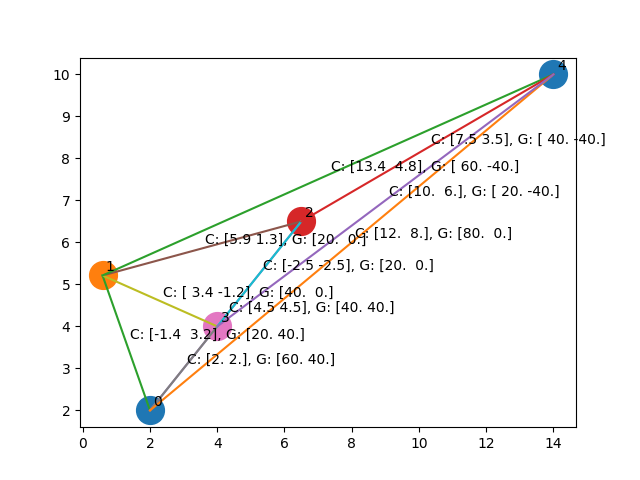 10
4
C: [7.5 3.5], G: [ 40. -40.]
9
C: [13.4  4.8], G: [ 60. -40.]
8
C: [10.  6.], G: [ 20. -40.]
7
2
C: [5.9 1.3], G: [20.  0.]
C: [12.  8.], G: [80.  0.]
6
1
C: [-2.5 -2.5], G: [20.  0.]
5
C: [ 3.4 -1.2], G: [40.  0.]
C: [4.5 4.5], G: [40. 40.]
3
4
C: [-1.4  3.2], G: [20. 40.]
C: [2. 2.], G: [60. 40.]
3
0
2
0 2 4 6 8 10 12 14